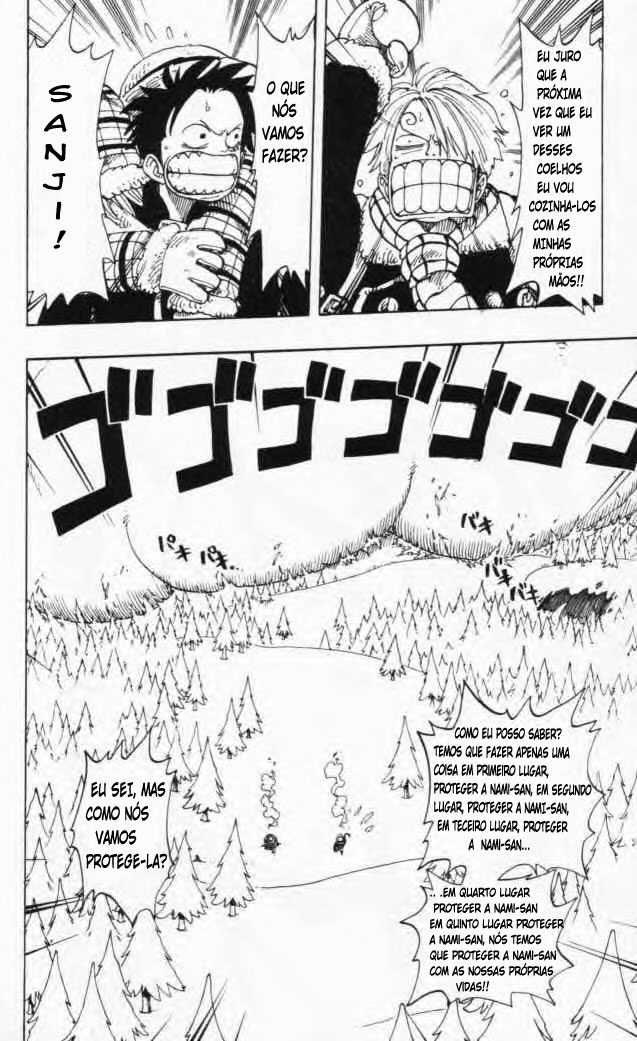 EU JURO
QUE A
PRÓXIMA
VEZ QUE EU
VER UM
DESSES
COELHOS
EU VOU
COZINHA-LOS
COM AS
MINHAS
PRÓPRIAS
MÃOS!!
O QUE
NÓS
VAMOS
FAZER?
SANJI!
ゴゴゴゴゴゴゴ
バキ
バキ
バキ
パキ
パキ..
COMO EU POSSO SABER?
TEMOS QUE FAZER APENAS UMA
COISA EM PRIMEIRO LUGAR,
PROTEGER A NAMI-SAN, EM SEGUNDO
LUGAR, PROTEGER A NAMI-SAN,
EM TECEIRO LUGAR, PROTEGER
A NAMI-SAN...
.. .EM QUARTO LUGAR
PROTEGER A NAMI-SAN
EM QUINTO LUGAR PROTEGER
A NAMI-SAN, NÓS TEMOS
QUE PROTEGER A NAMI-SAN
COM AS NOSSAS PRÓPRIAS
VIDAS!!
EU SEI, MAS
COMO NÓS
VAMOS
PROTEGE-LA?